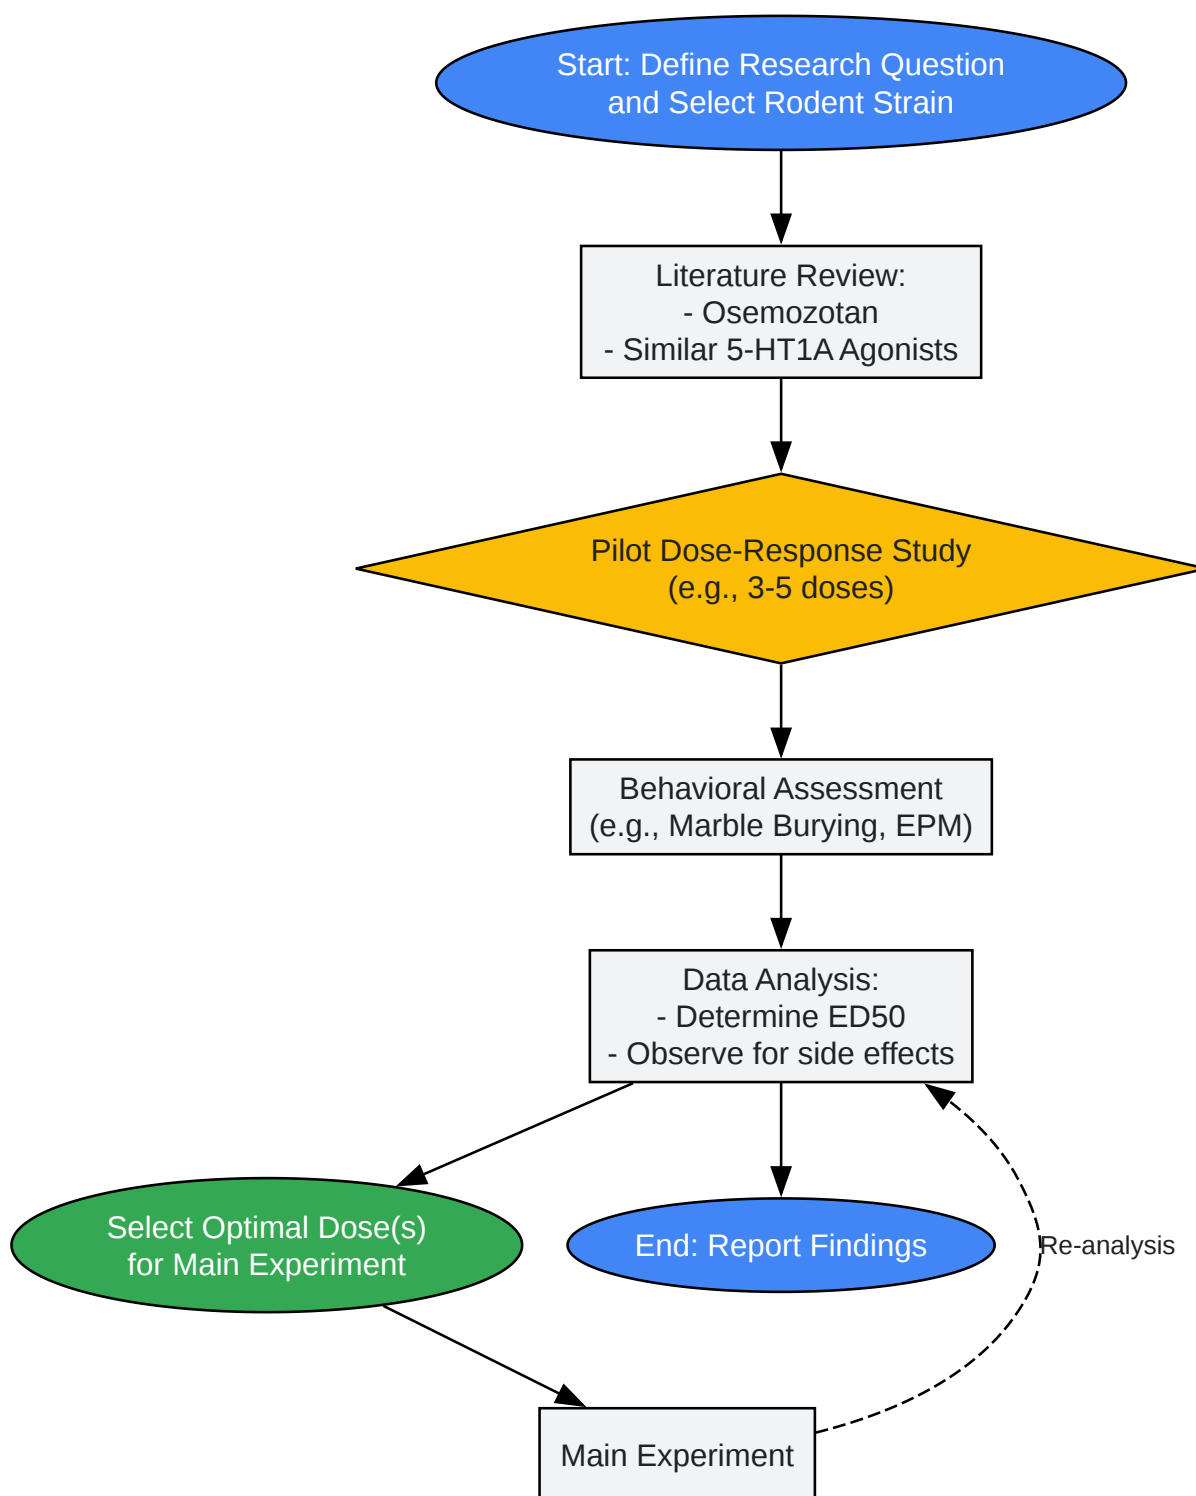 Start: Define Research Question
and Select Rodent Strain
Literature Review:
- Osemozotan
- Similar 5-HT1A Agonists
Pilot Dose-Response Study
(e.g., 3-5 doses)
Behavioral Assessment
(e.g., Marble Burying, EPM)
Data Analysis:
- Determine ED50
- Observe for side effects
Select Optimal Dose(s)
for Main Experiment
End: Report Findings
Re-analysis
Main Experiment